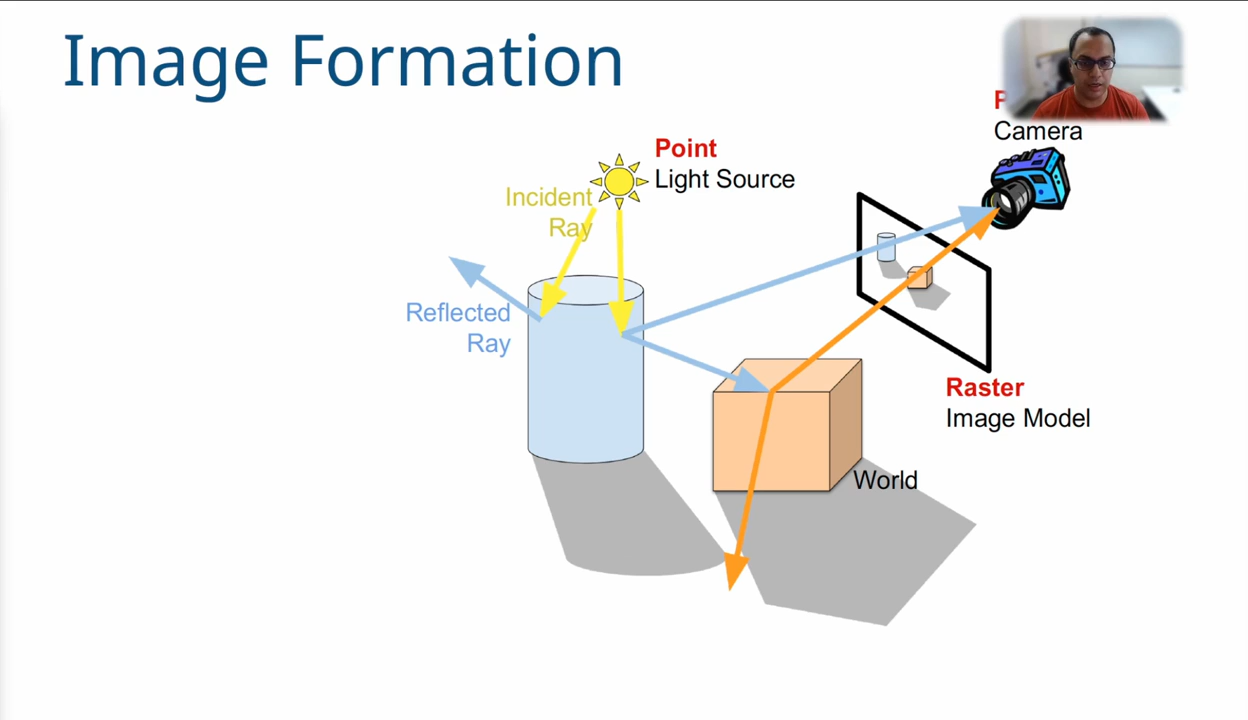 Image Formation
Point
Light Source
Camera
Incident
Ray
Reflected
Ray
Raster
Image Model
World